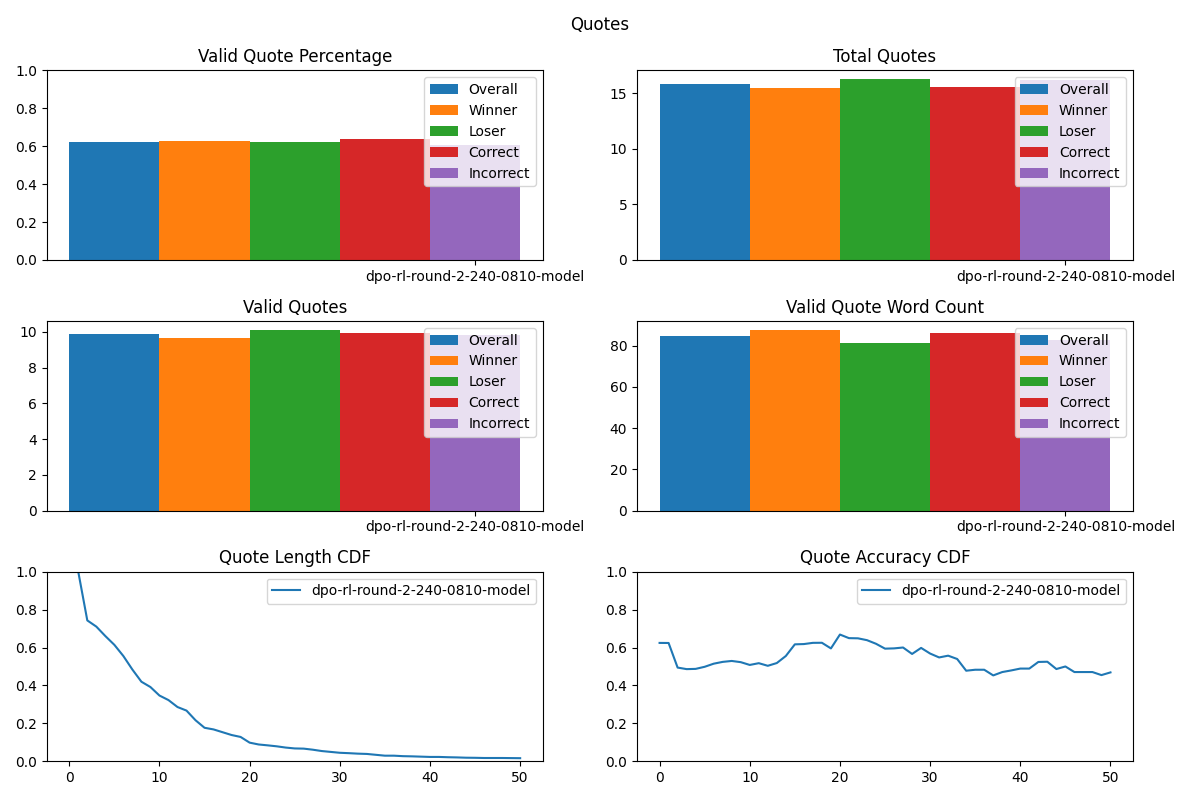 Quotes
Valid Quote Percentage
1.0
0.8
0.6
0.4
0.2
0.0
Overall
Winner
Loser
Correct
Incorrect
dpo-rl-round-2-240-0810-model
Total Quotes
15
10
5
0
Overall
Winner
Loser
Correct
Incorrect
dpo-rl-round-2-240-0810-model
Valid Quotes
10
8
6
4
2
0
Overall
Winner
Loser
Correct
Incorrect
dpo-rl-round-2-240-0810-model
Valid Quote Word Count
80
60
40
20
0
Overall
Winner
Loser
Correct
Incorrect
dpo-rl-round-2-240-0810-model
Quote Length CDF
1.0
0.8
0.6
0.4
0.2
0.0
dpo-rl-round-2-240-0810-model
0 10 20 30 40 50
Quote Accuracy CDF
1.0
0.8
0.6
0.4
0.2
0.0
dpo-rl-round-2-240-0810-model
0 10 20 30 40 50